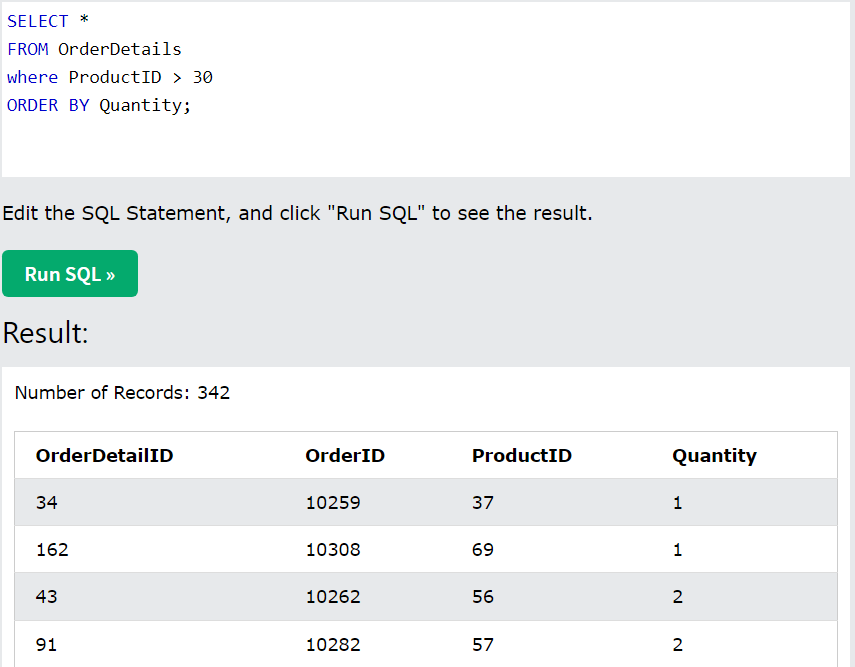 SELECT *
FROM OrderDetails
where ProductID > 30
ORDER BY Quantity;
Edit the SQL Statement, and click "Run SQL" to see the result.
Run SQL »
Result:
Number of Records: 342
OrderDetailID OrderID ProductID Quantity
34 10259 37 1
162 10308 69 1
43 10262 56 2
91 10282 57 2